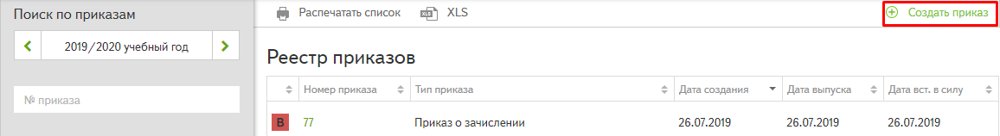 Поиск по приказам
2019/2020 учебный год
№ приказа
Распечатать список XLS Создать приказ
Реестр приказов
Номер приказа Тип приказа Дата создания Дата выпуска Дата вст. в силу
В 77 Приказ о зачислении 26.07.2019 26.07.2019 26.07.2019